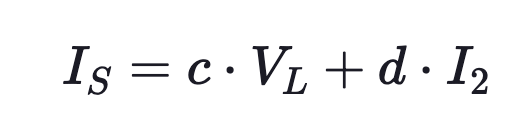 I_S = c · V_L + d · I_2